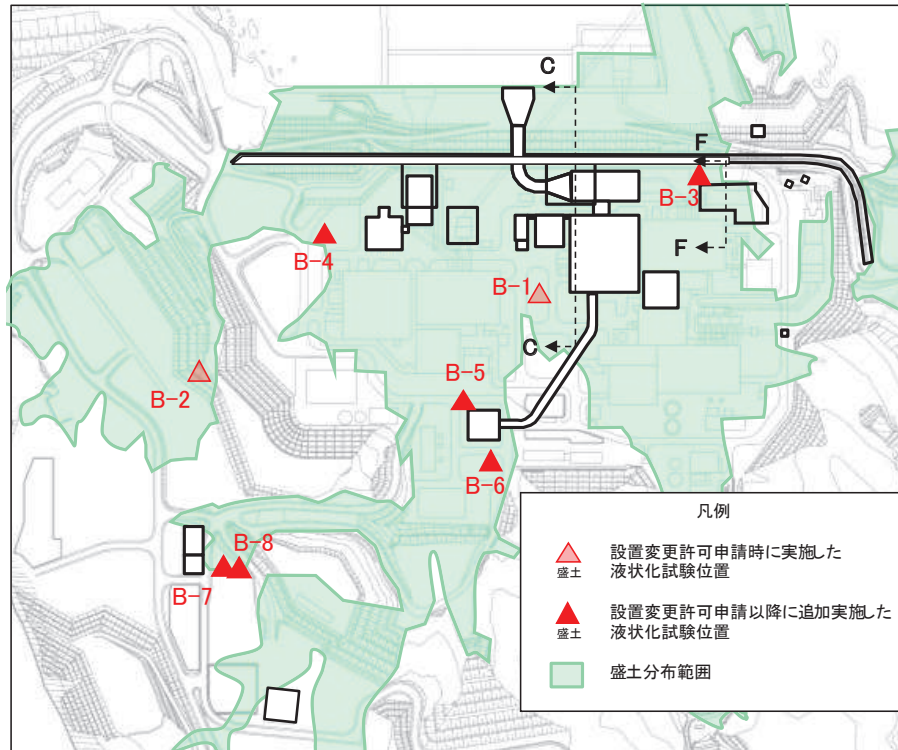 C
F
B-3
B-4
F
B-1
C
B-5
B-2
B-6
B-8
B-7
凡例
設置変更許可申請時に実施した
盛土
液状化試験位置
設置変更許可申請以降に追加実施した
盛土
液状化試験位置
盛土分布範囲